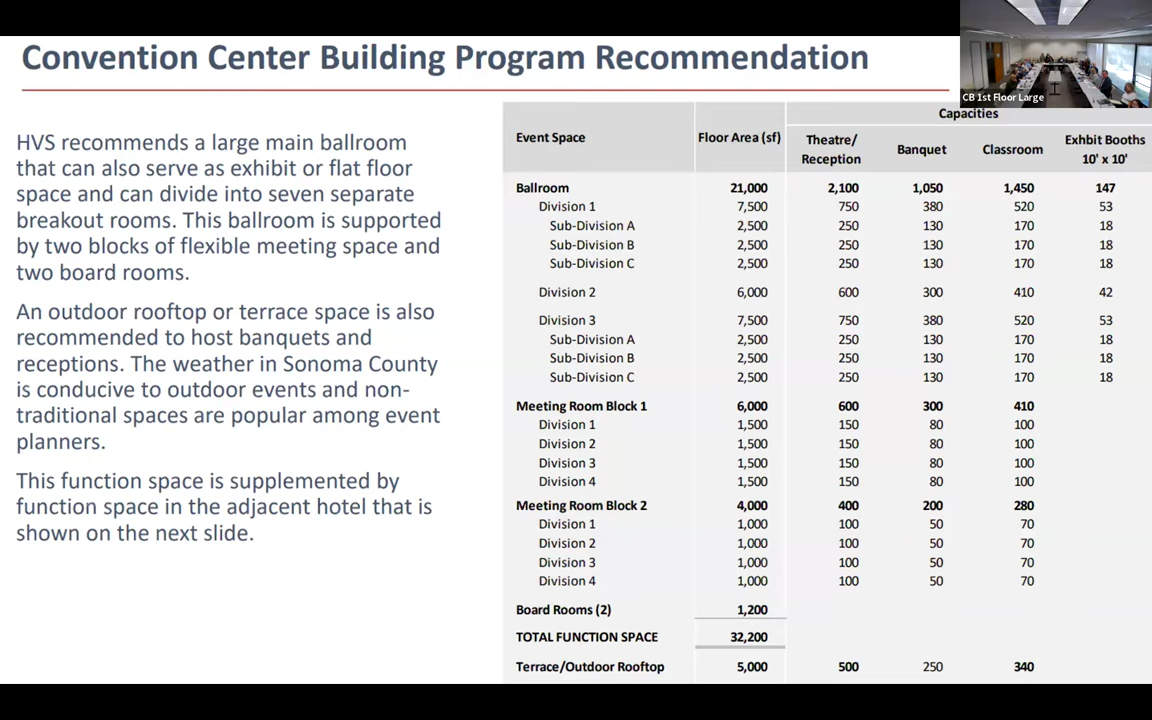 Convention Center Building Program Recommendation
CB 1st Floor Large
HVS recommends a large main ballroom
that can also serve as exhibit or flat floor
space and can divide into seven separate
breakout rooms. This ballroom is supported
by two blocks of flexible meeting space and
two board rooms.
An outdoor rooftop or terrace space is also
recommended to host banquets and
receptions. The weather in Sonoma County
is conducive to outdoor events and non-
traditional spaces are popular among event
planners.
This function space is supplemented by
function space in the adjacent hotel that is
shown on the next slide.
Capacities
Event Space Floor Area (sf) Theatre/ Reception Banquet Classroom Exhbit Booths 10' x 10'
Ballroom 21,000 2,100 1,050 1,450 147
Division 1 7,500 750 380 520 53
Sub-Division A 2,500 250 130 170 18
Sub-Division B 2,500 250 130 170 18
Sub-Division C 2,500 250 130 170 18
Division 2 6,000 600 300 410 42
Division 3 7,500 750 380 520 53
Sub-Division A 2,500 250 130 170 18
Sub-Division B 2,500 250 130 170 18
Sub-Division C 2,500 250 130 170 18
Meeting Room Block 1 6,000 600 300 410
Division 1 1,500 150 80 100
Division 2 1,500 150 80 100
Division 3 1,500 150 80 100
Division 4 1,500 150 80 100
Meeting Room Block 2 4,000 400 200 280
Division 1 1,000 100 50 70
Division 2 1,000 100 50 70
Division 3 1,000 100 50 70
Division 4 1,000 100 50 70
Board Rooms (2) 1,200
TOTAL FUNCTION SPACE 32,200
Terrace/Outdoor Rooftop 5,000 500 250 340